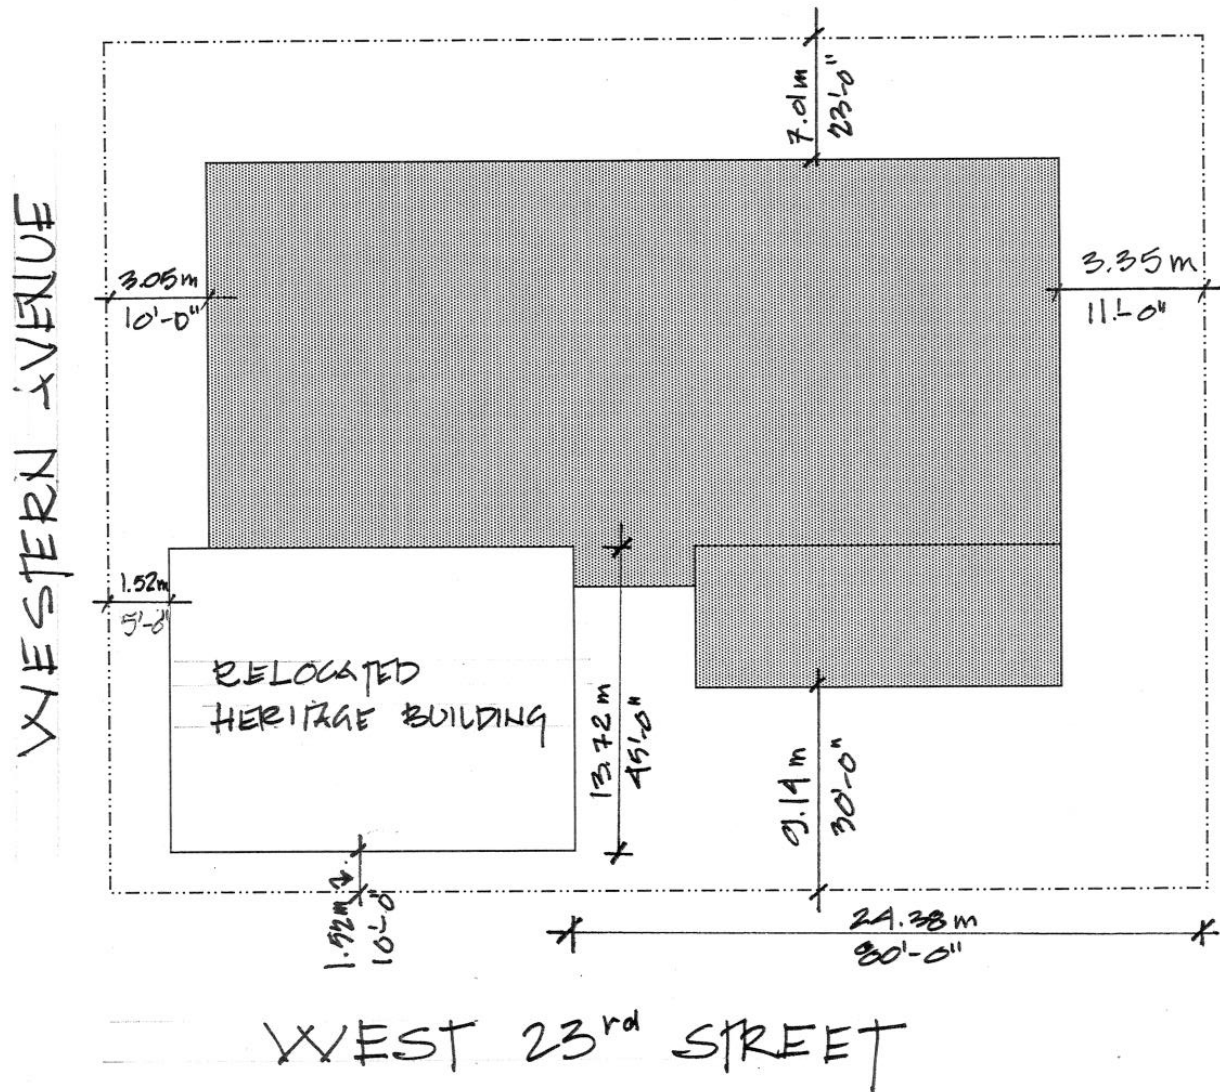 7.01m
23'-0"
WESTERN AVENUE
3.05m
10'-0"
3.35m
11'-0"
1.52m
5'-0"
RELOCATED
HERITAGE BUILDING
13.72m
45'-0"
9.14m
30'-0"
1.52m
10'-0"
24.38m
80'-0"
WEST 23rd STREET